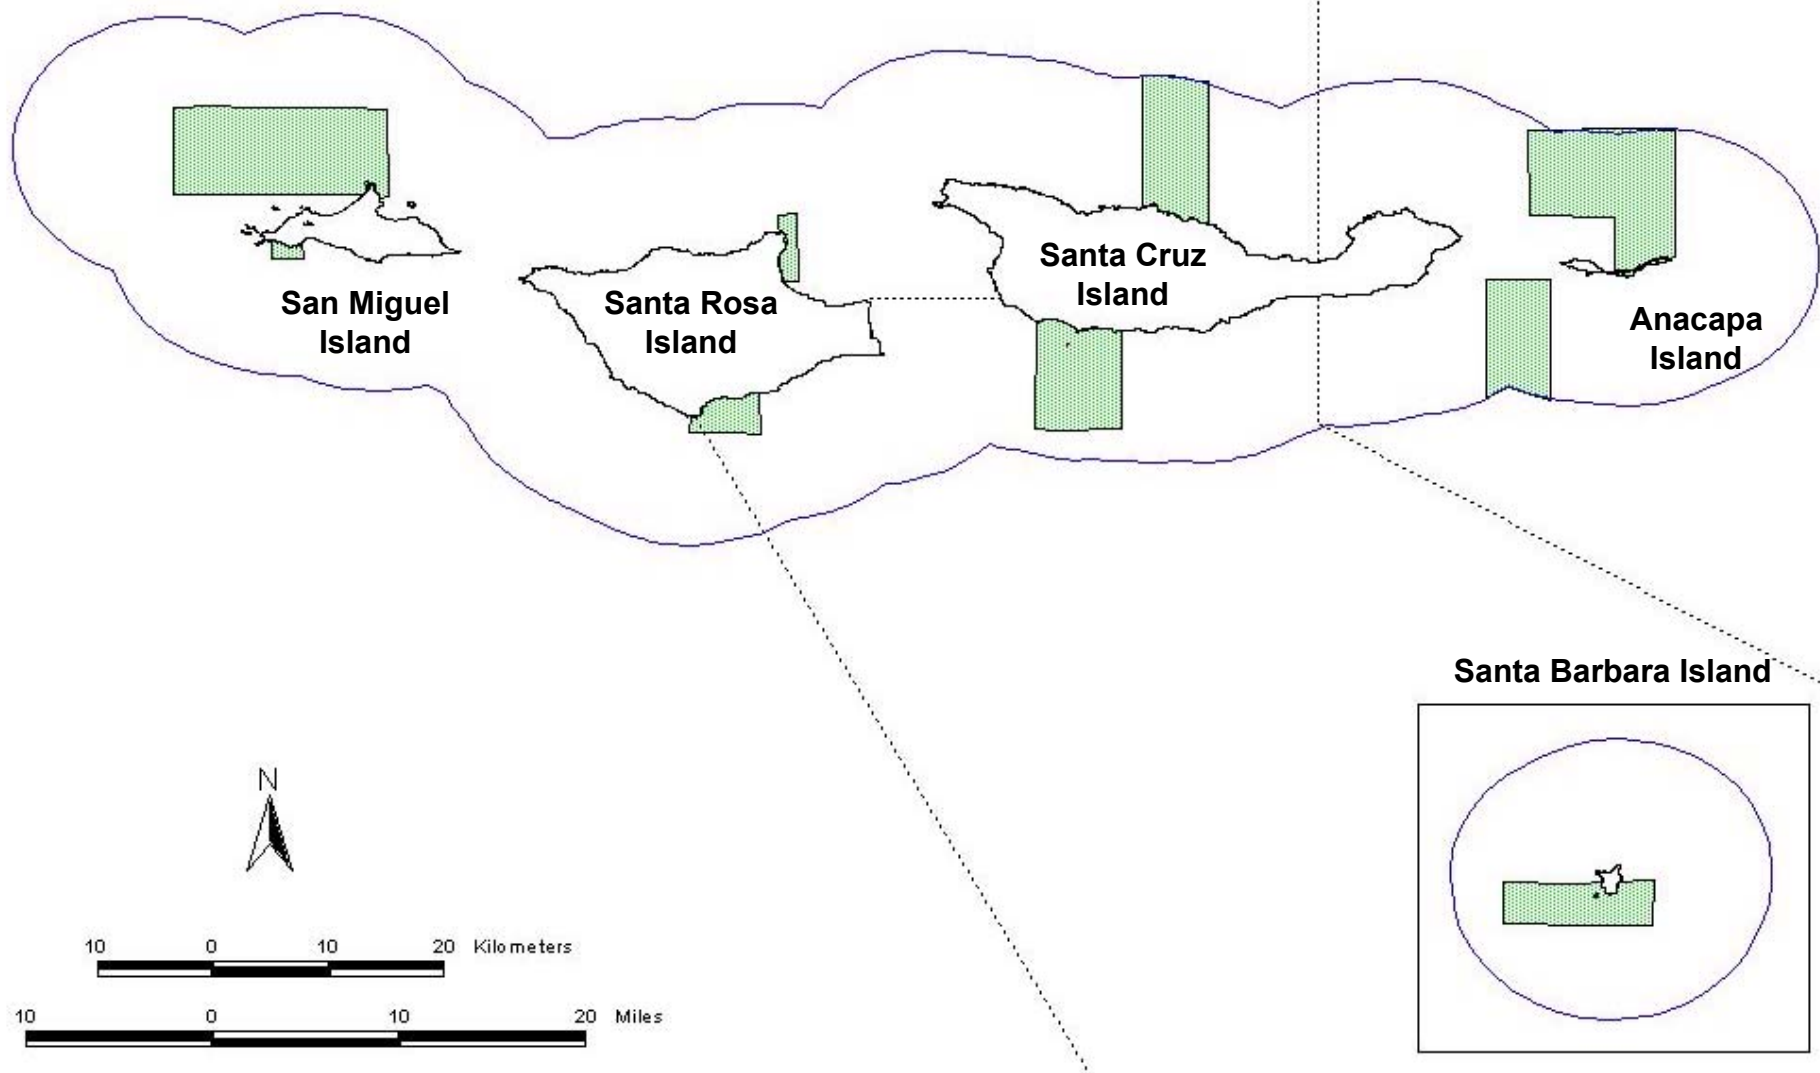 Santa Cruz
Island
San Miguel
Island
Santa Rosa
Island
Anacapa
Island
Santa Barbara Island
N
10 0 10 20 Kilometers
10 0 10 20 Miles